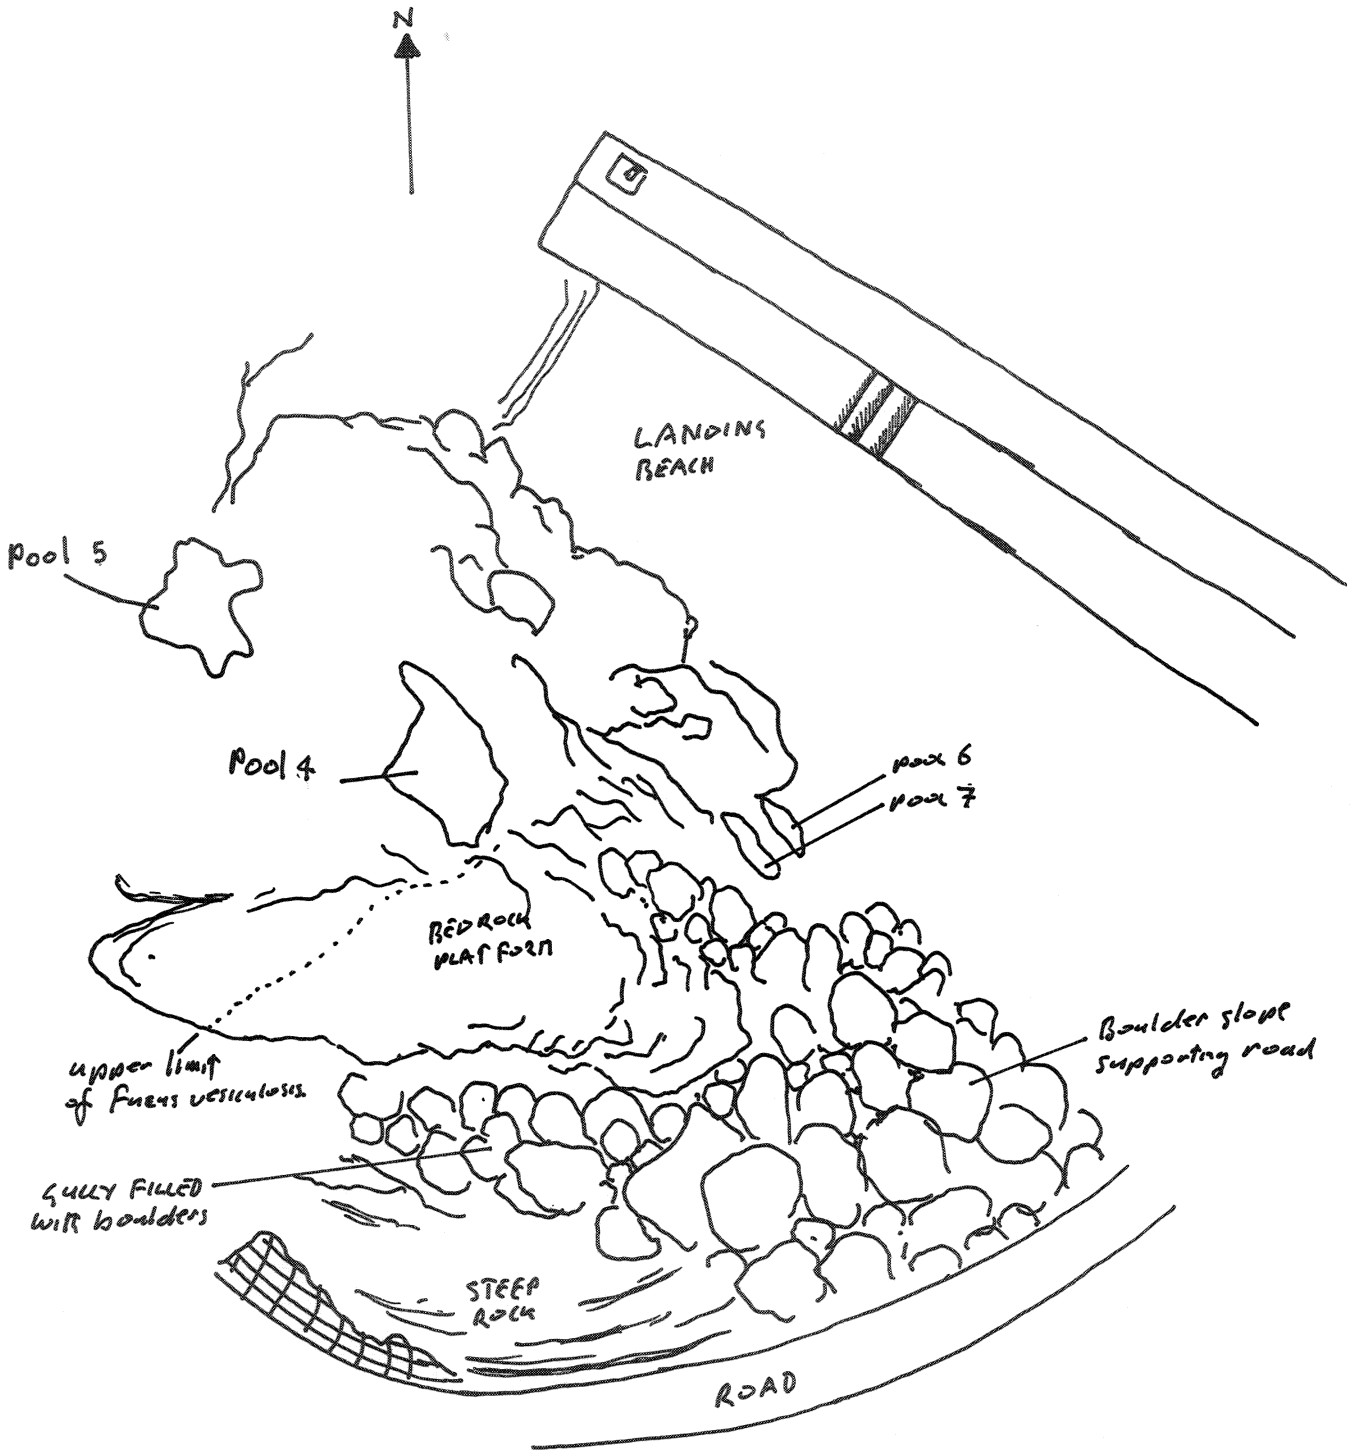 N
LANDING
BEACH
Pool 5
Pool 4
pool 6
pool 7
BEDROCK
PLATFORM
upper limit
of Fucus vesiculosis
Boulder slope
supporting road
GULLY FILLED
with boulders
STEEP
ROCK
ROAD